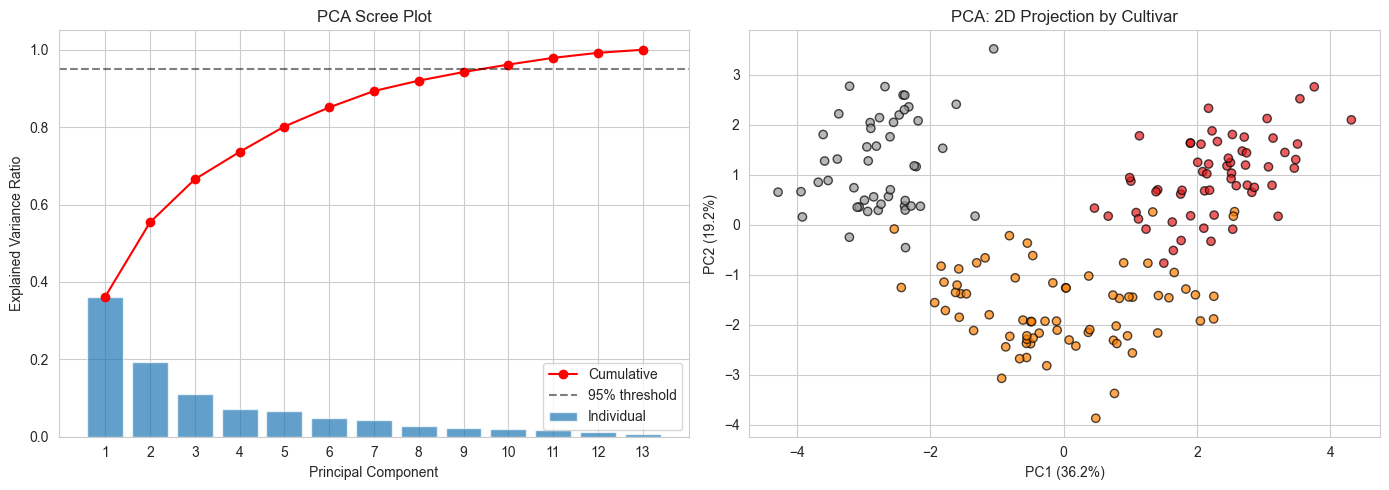 PCA Scree Plot
1.0
0.8
0.6
0.4
0.2
0.0
Explained Variance Ratio
Cumulative
95% threshold
Individual
1 2 3 4 5 6 7 8 9 10 11 12 13
Principal Component
PCA: 2D Projection by Cultivar
3
2
1
0
−1
−2
−3
−4
PC2 (19.2%)
−4 −2 0 2 4
PC1 (36.2%)